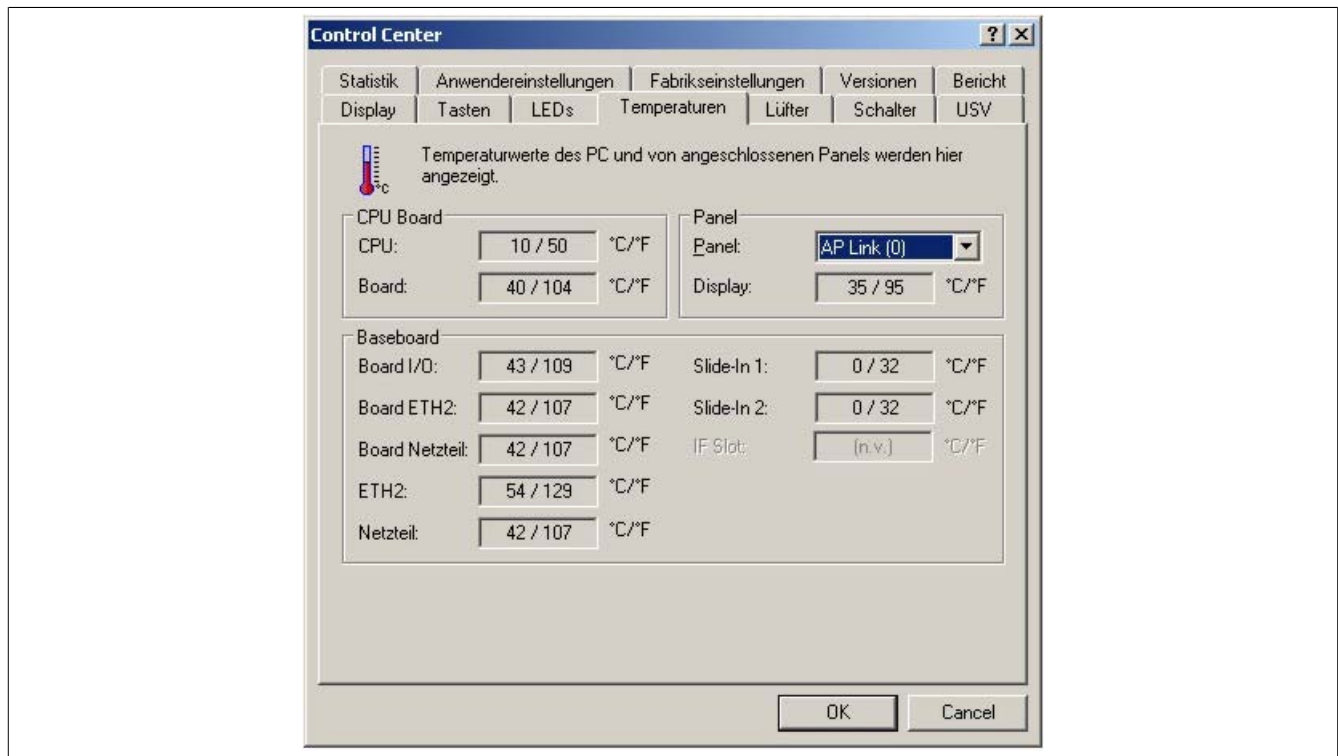 Control Center
Statistik Anwendereinstellungen Fabrikseinstellungen Versionen Bericht
Display Tasten LEDs Temperaturen Lüfter Schalter USV
Temperaturwerte des PC und von angeschlossenen Panels werden hier
angezeigt.
°C
CPU Board
CPU: 10 / 50 °C/°F
Board: 40 / 104 °C/°F
Panel
Panel: AP Link (0)
Display: 35 / 95 °C/°F
Baseboard
Board I/O: 43 / 109 °C/°F Slide-In 1: 0 / 32 °C/°F
Board ETH2: 42 / 107 °C/°F Slide-In 2: 0 / 32 °C/°F
Board Netzteil: 42 / 107 °C/°F IF Slot: (n.v.) °C/°F
ETH2: 54 / 129 °C/°F
Netzteil: 42 / 107 °C/°F
OK Cancel